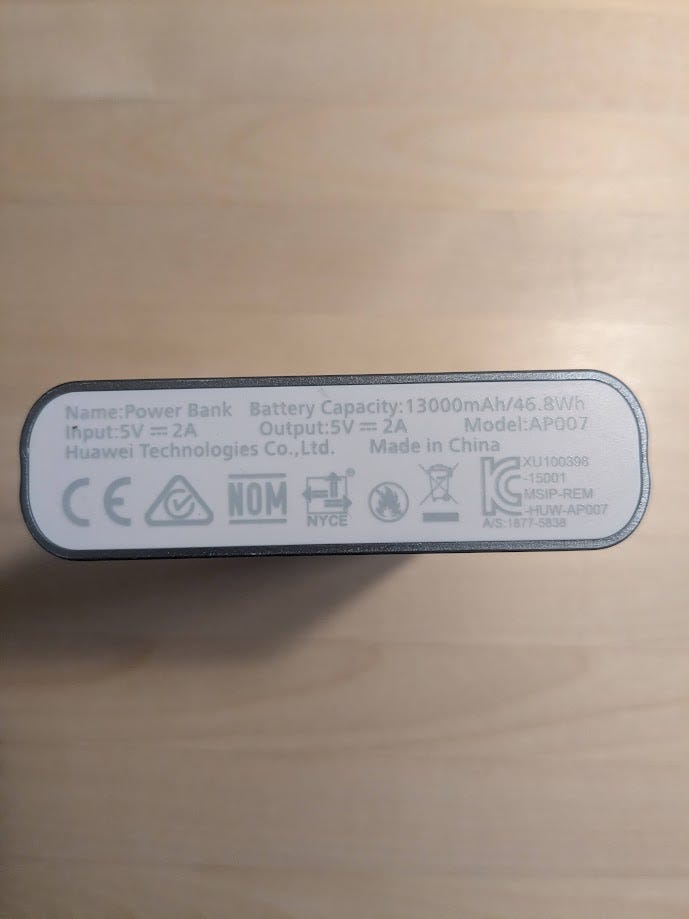 Name:Power Bank Battery Capacity:13000mAh/46.8Wh
Input:5V ⎓ 2A Output:5V ⎓ 2A Model:AP007
Huawei Technologies Co.,Ltd. Made in China
CE NOM NYCE
XU100398
-15001
MSIP-REM
-HUW-AP007
A/S:1877-5838